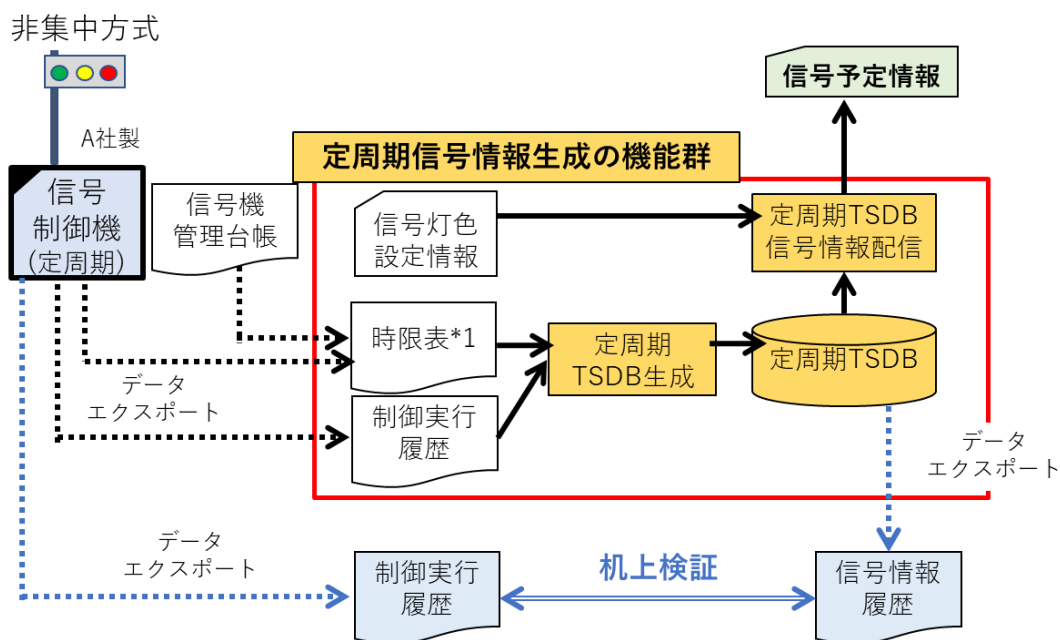 非集中方式
A社製
信号
制御機
(定周期)
信号機
管理台帳
定周期信号情報生成の機能群
信号予定情報
信号灯色
設定情報
定周期TSDB
信号情報配信
時限表*1
定周期
TSDB生成
定周期TSDB
データ
エクスポート
制御実行
履歴
データ
エクスポート
データ
エクスポート
制御実行
履歴
机上検証
信号情報
履歴